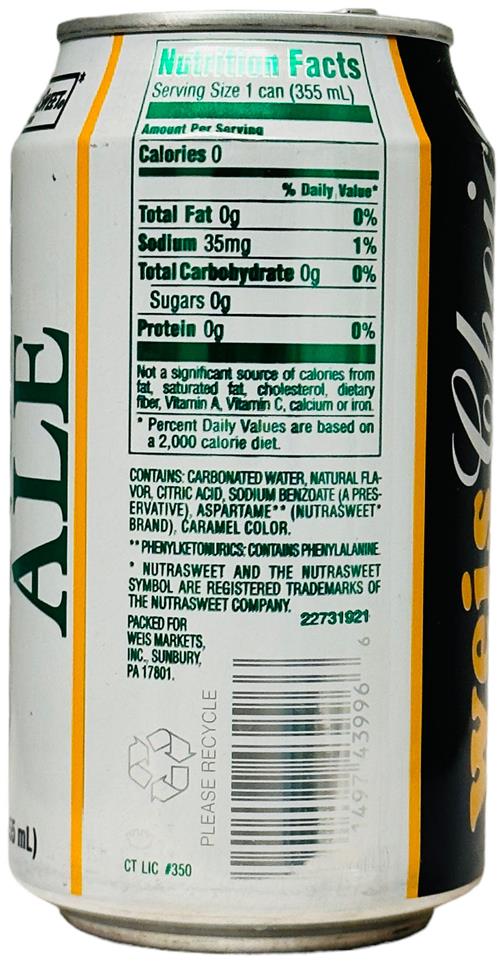 Nutrition Facts
Serving Size 1 can (355 mL)
Amount Per Serving
Calories 0
% Daily Value*
Total Fat 0g 0%
Sodium 35mg 1%
Total Carbohydrate 0g 0%
Sugars 0g
Protein 0g 0%
Not a significant source of calories from
fat, saturated fat, cholesterol, dietary
fiber, Vitamin A, Vitamin C, calcium or iron.
* Percent Daily Values are based on
a 2,000 calorie diet.
CONTAINS: CARBONATED WATER, NATURAL FLA-
VOR, CITRIC ACID, SODIUM BENZOATE (A PRES-
ERVATIVE), ASPARTAME** (NUTRASWEET*
BRAND), CARAMEL COLOR.
** PHENYLKETONURICS: CONTAINS PHENYLALANINE.
* NUTRASWEET AND THE NUTRASWEET
SYMBOL ARE REGISTERED TRADEMARKS OF
THE NUTRASWEET COMPANY.
22731921
PACKED FOR
WEIS MARKETS,
INC., SUNBURY,
PA 17801.
PLEASE RECYCLE
CT LIC #350
43996 6
ALE
mL)
weis